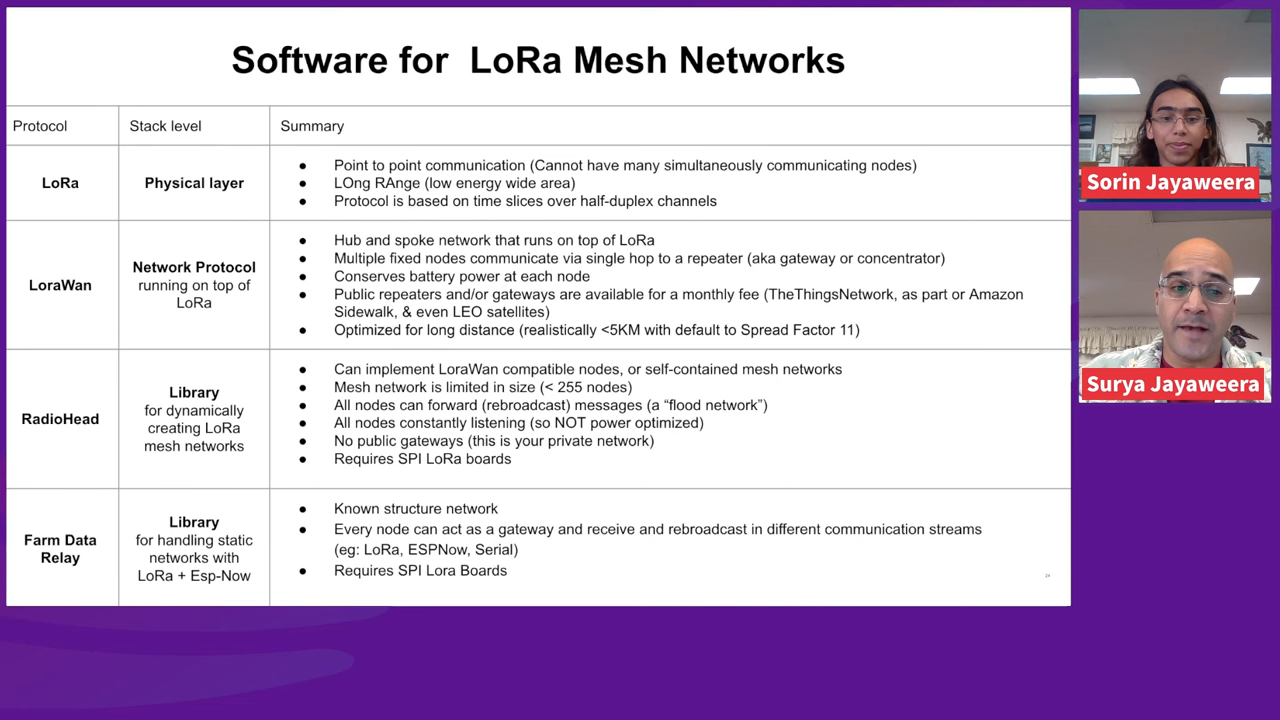 Software for LoRa Mesh Networks
Protocol
Stack level
Summary
LoRa
Physical layer
● Point to point communication (Cannot have many simultaneously communicating nodes)
● LOng RAnge (low energy wide area)
● Protocol is based on time slices over half-duplex channels
LoraWan
Network Protocol
running on top of
LoRa
● Hub and spoke network that runs on top of LoRa
● Multiple fixed nodes communicate via single hop to a repeater (aka gateway or concentrator)
● Conserves battery power at each node
● Public repeaters and/or gateways are available for a monthly fee (TheThingsNetwork, as part or Amazon
Sidewalk, & even LEO satellites)
● Optimized for long distance (realistically <5KM with default to Spread Factor 11)
RadioHead
Library
for dynamically
creating LoRa
mesh networks
● Can implement LoraWan compatible nodes, or self-contained mesh networks
● Mesh network is limited in size (< 255 nodes)
● All nodes can forward (rebroadcast) messages (a “flood network”)
● All nodes constantly listening (so NOT power optimized)
● No public gateways (this is your private network)
● Requires SPI LoRa boards
Farm Data
Relay
Library
for handling static
networks with
LoRa + Esp-Now
● Known structure network
● Every node can act as a gateway and receive and rebroadcast in different communication streams
(eg: LoRa, ESPNow, Serial)
● Requires SPI Lora Boards
Sorin Jayaweera
Surya Jayaweera